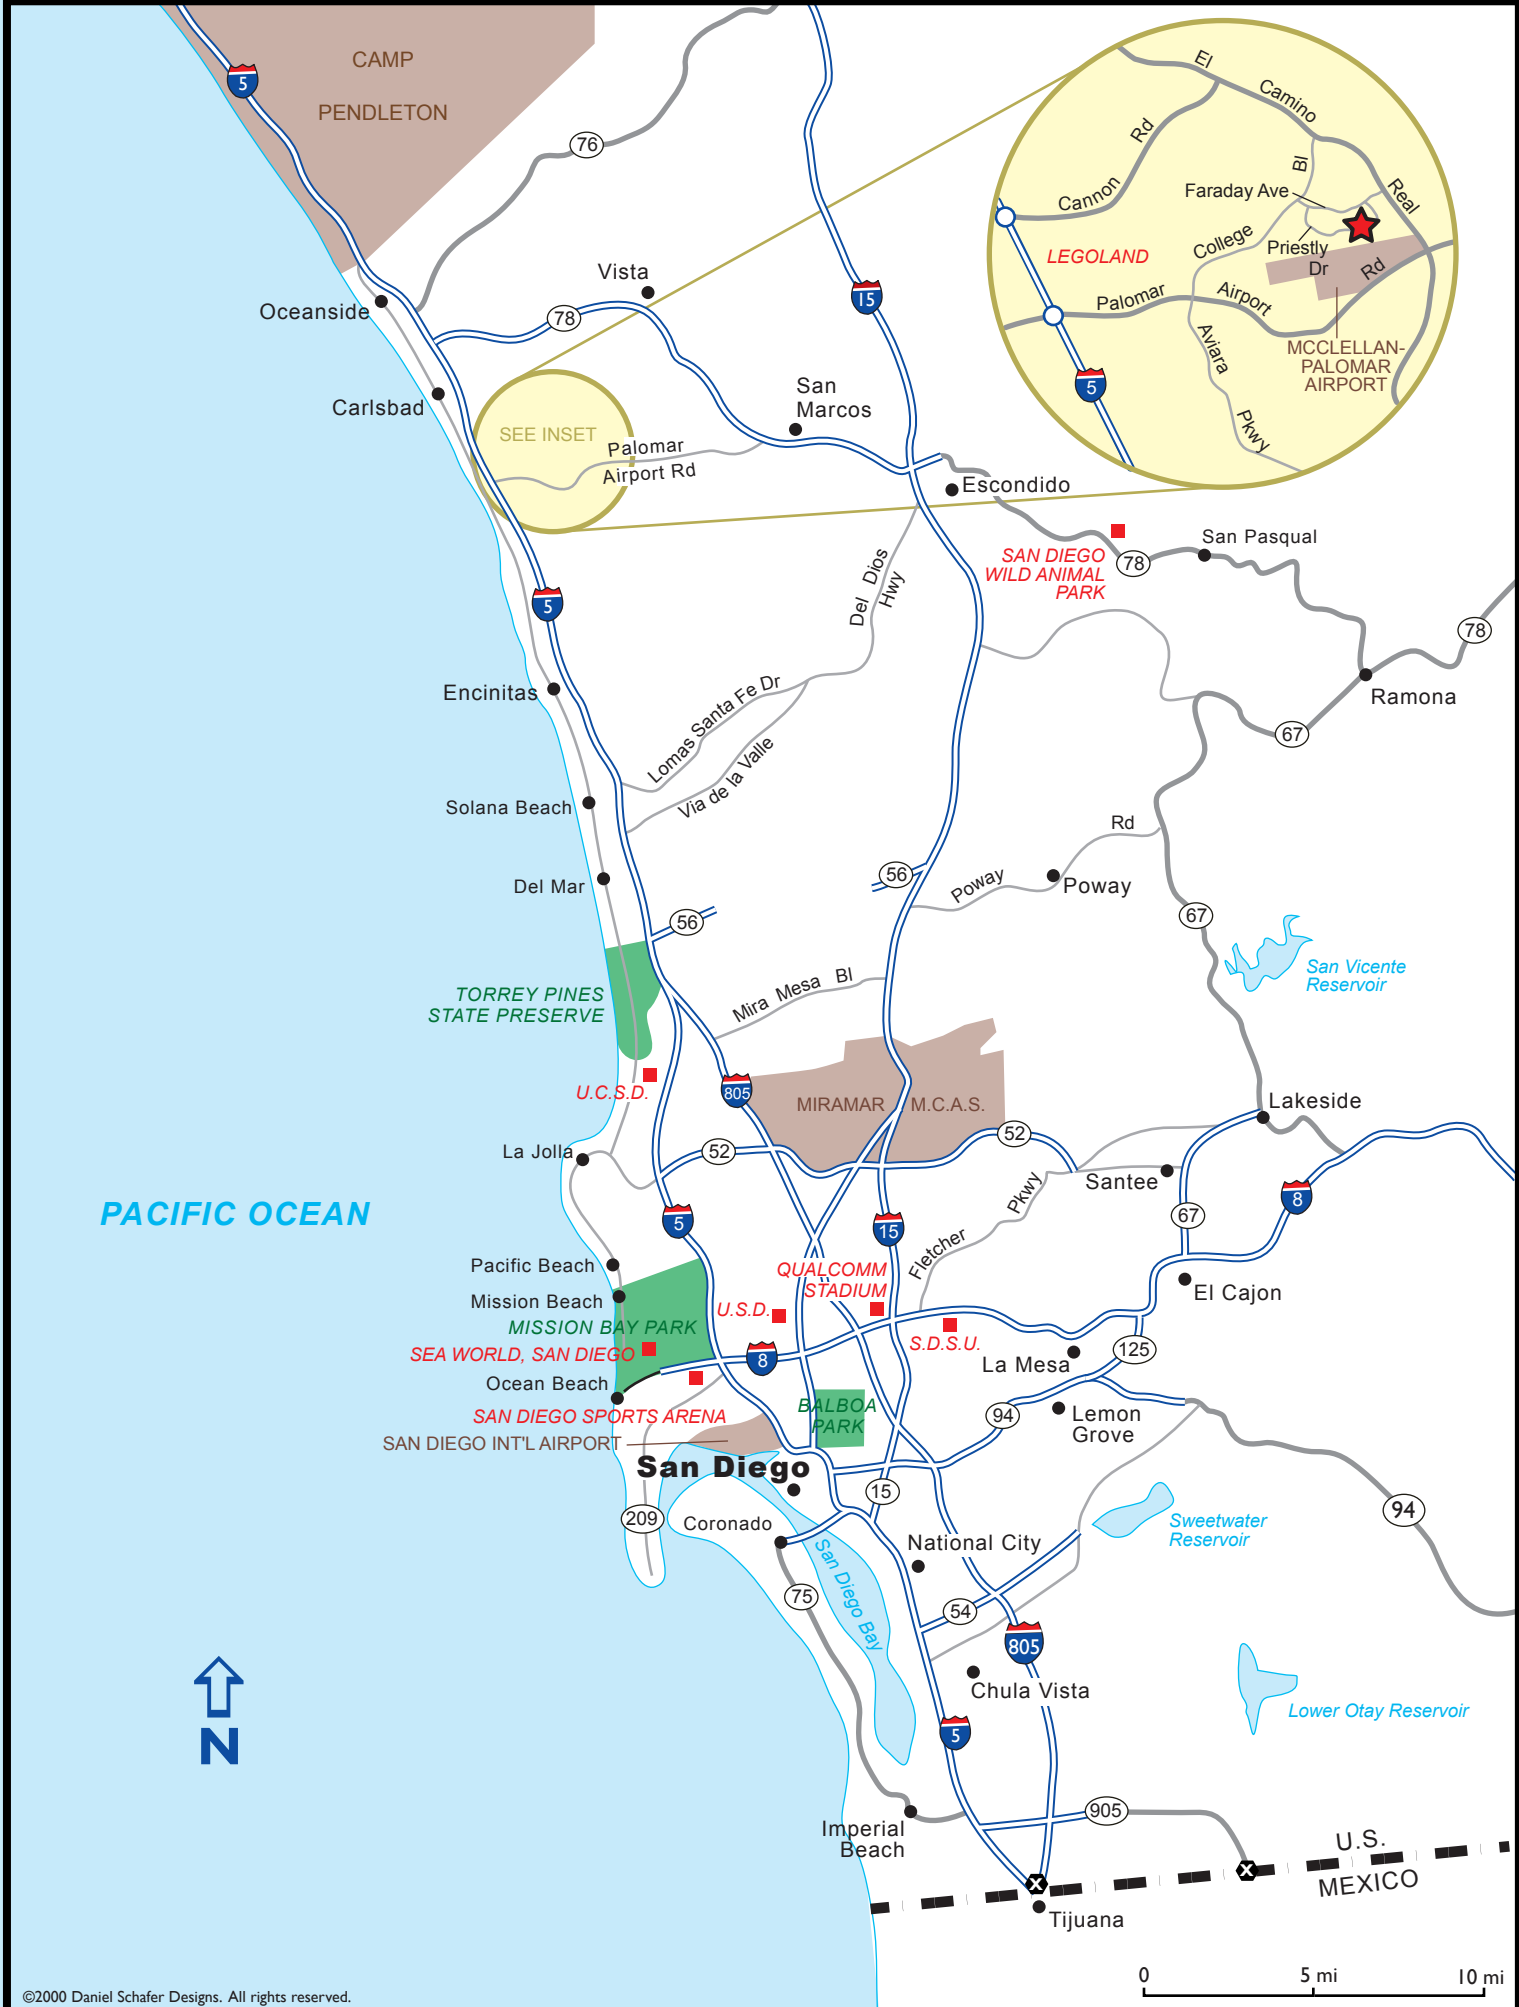 CAMP
PENDLETON
5
76
Oceanside
Vista
78
15
Carlsbad
San
Marcos
SEE INSET
Palomar
Airport Rd
Escondido
El
Camino
Real
Cannon
Rd
Bl
Faraday Ave
College
Priestly
Dr
LEGOLAND
Palomar
Airport
Rd
Aviara
Pkwy
MCCLELLAN-
PALOMAR
AIRPORT
5
SAN DIEGO
WILD ANIMAL
PARK
78
San Pasqual
78
Ramona
67
5
Del Dios
Hwy
Encinitas
Lomas Santa Fe Dr
Via de la Valle
Solana Beach
Del Mar
56
56
Poway
Rd
Poway
67
San Vicente
Reservoir
TORREY PINES
STATE PRESERVE
Mira Mesa Bl
U.C.S.D.
805
MIRAMAR
M.C.A.S.
Lakeside
52
52
La Jolla
Santee
Fletcher
Pkwy
8
67
PACIFIC OCEAN
5
15
Pacific Beach
QUALCOMM
STADIUM
El Cajon
Mission Beach
U.S.D.
MISSION BAY PARK
SEA WORLD, SAN DIEGO
8
S.D.S.U.
La Mesa
125
Ocean Beach
SAN DIEGO SPORTS ARENA
BALBOA
PARK
94
Lemon
Grove
SAN DIEGO INT'L AIRPORT
San Diego
15
94
209
Coronado
Sweetwater
Reservoir
National City
San Diego Bay
75
54
805
Chula Vista
Lower Otay Reservoir
N
5
Imperial
Beach
905
U.S.
MEXICO
X
X
Tijuana
0
5 mi
10 mi
©2000 Daniel Schafer Designs. All rights reserved.